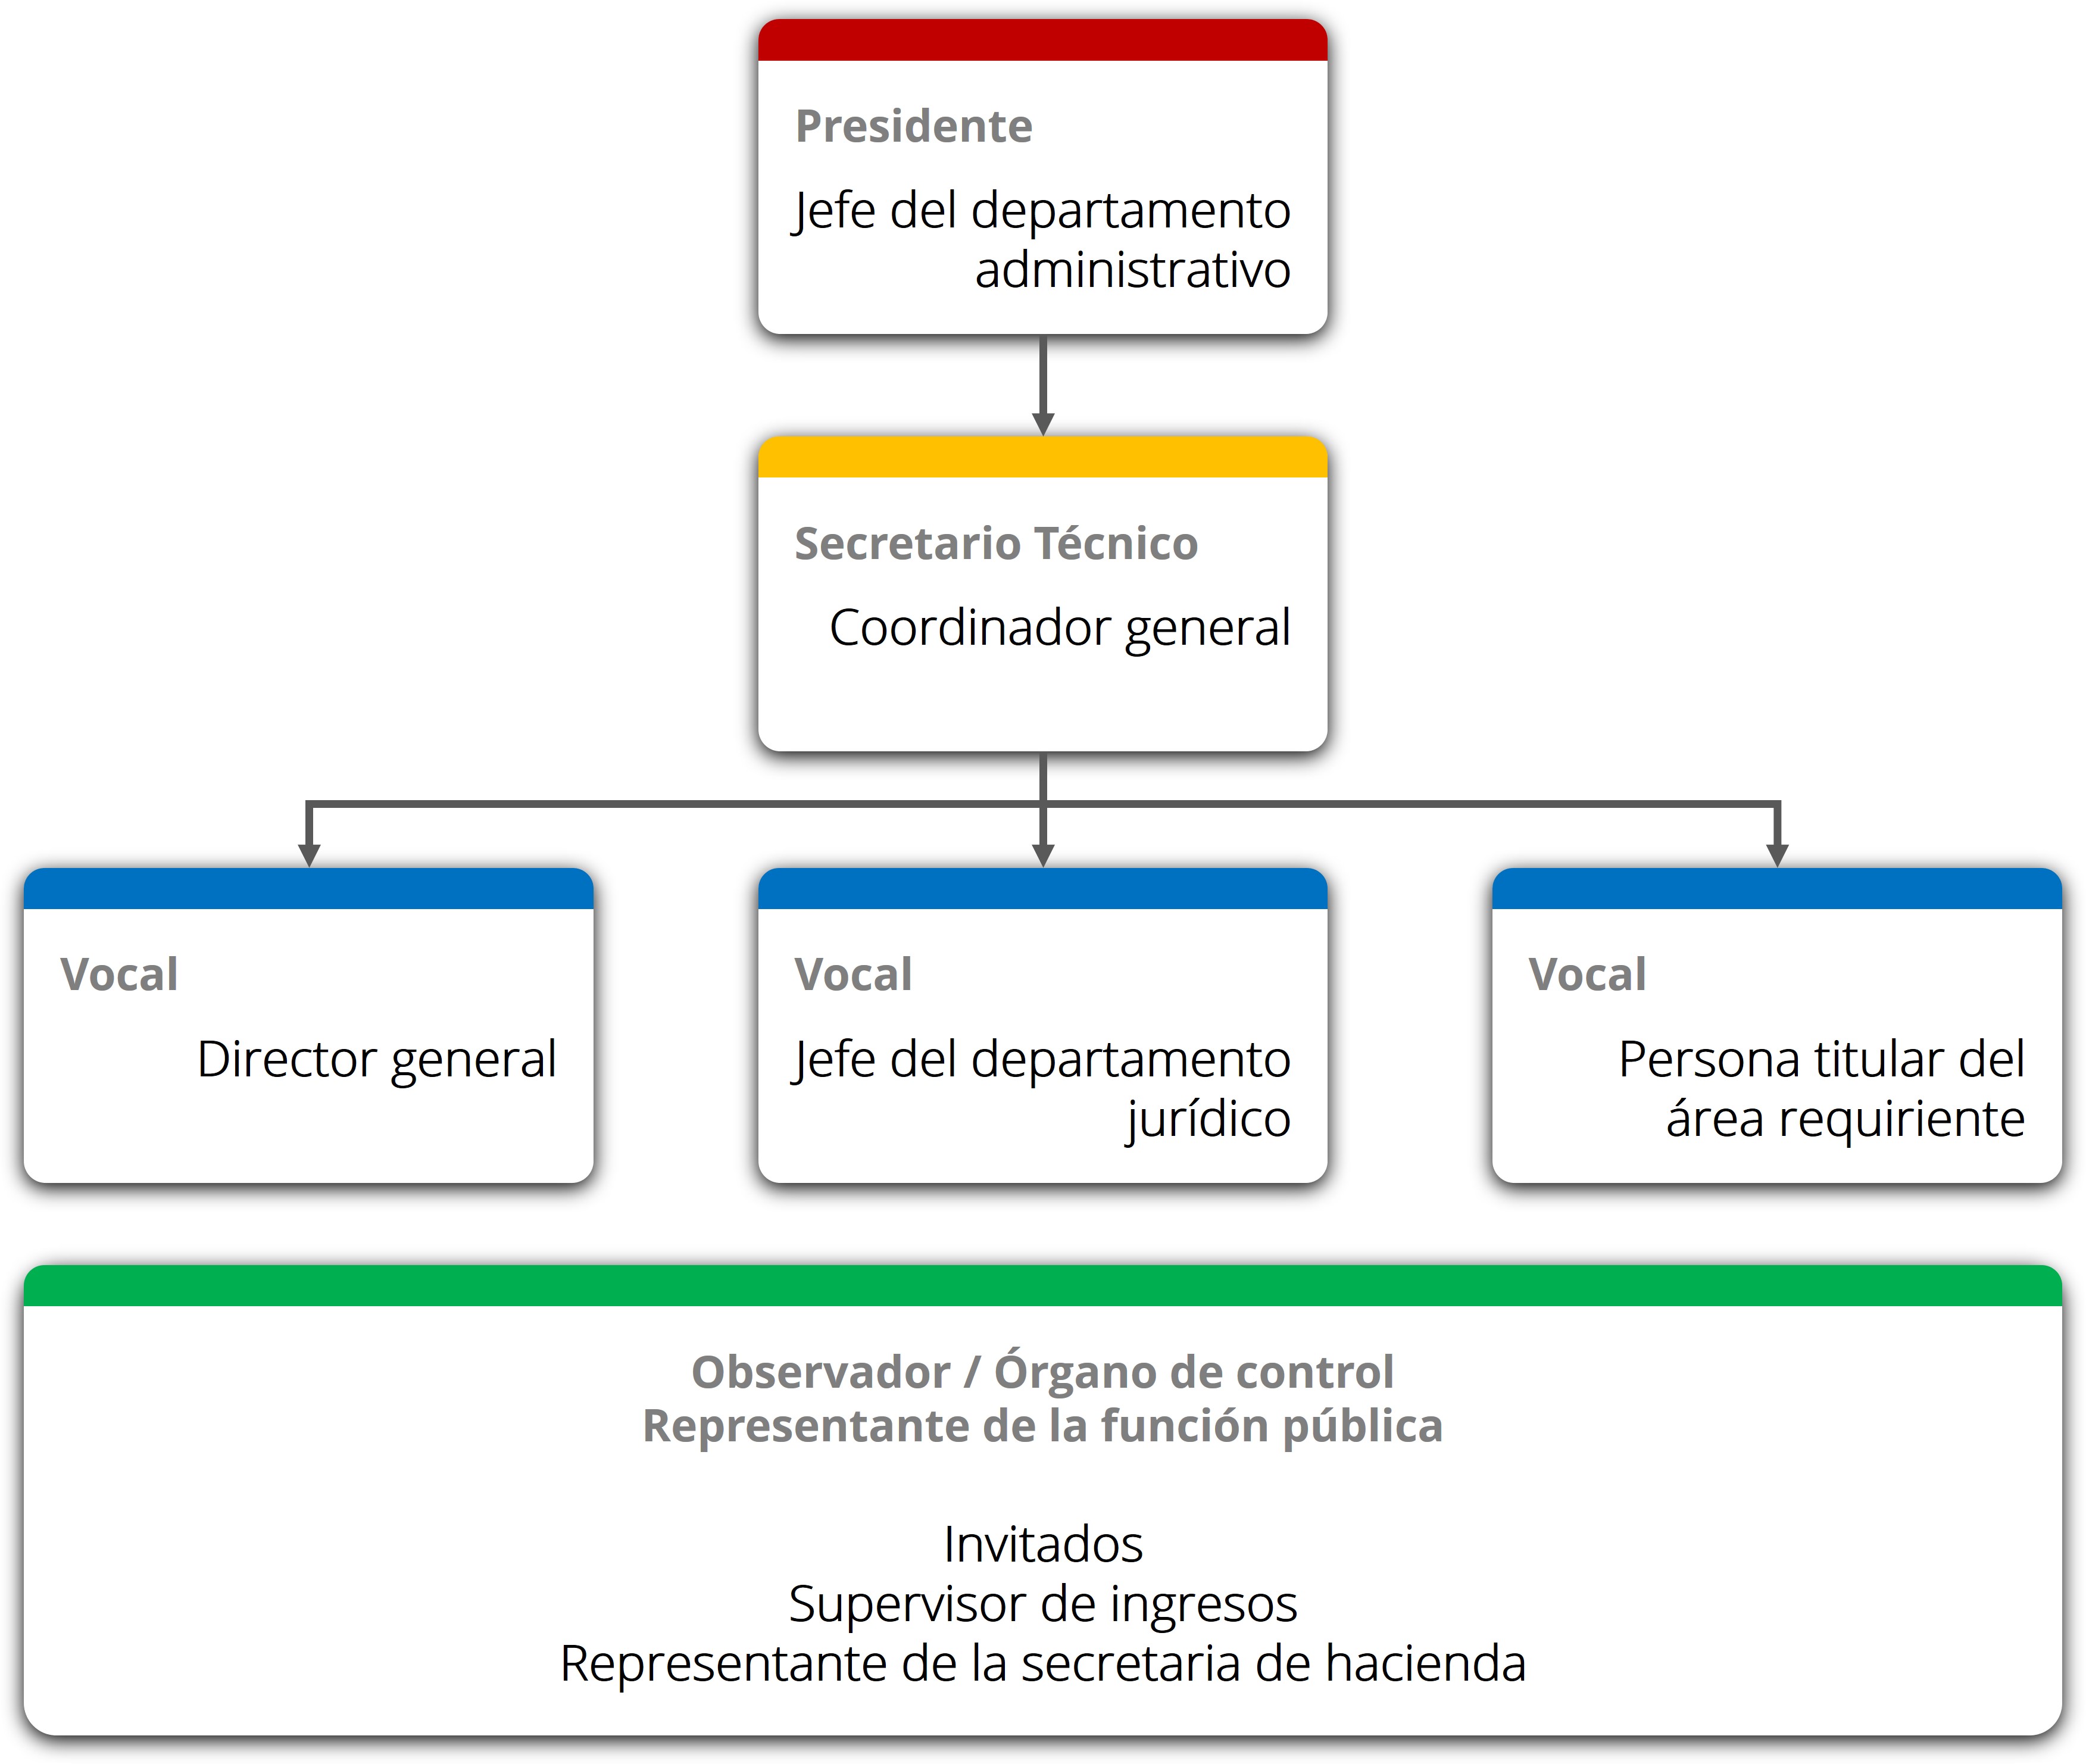 Presidente
Jefe del departamento
administrativo
Secretario Técnico
Coordinador general
Vocal
Director general
Vocal
Jefe del departamento
jurídico
Vocal
Persona titular del
área requiriente
Observador / Órgano de control
Representante de la función pública
Invitados
Supervisor de ingresos
Representante de la secretaria de hacienda